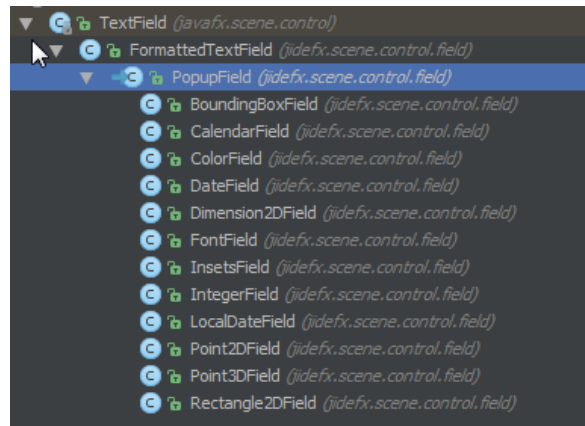 TextField (javafx.scene.control)
FormattedTextField (jidefx.scene.control.field)
PopupField (jidefx.scene.control.field)
BoundingBoxField (jidefx.scene.control.field)
CalendarField (jidefx.scene.control.field)
ColorField (jidefx.scene.control.field)
DateField (jidefx.scene.control.field)
Dimension2DField (jidefx.scene.control.field)
FontField (jidefx.scene.control.field)
InsetsField (jidefx.scene.control.field)
IntegerField (jidefx.scene.control.field)
LocalDateField (jidefx.scene.control.field)
Point2DField (jidefx.scene.control.field)
Point3DField (jidefx.scene.control.field)
Rectangle2DField (jidefx.scene.control.field)